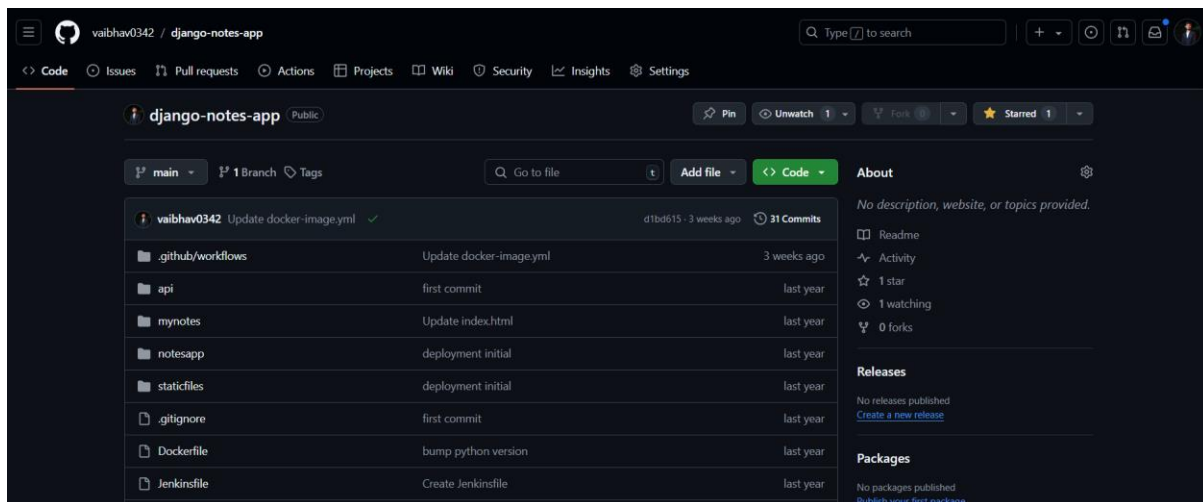 vaibhav0342 / django-notes-app
Type / to search
Code Issues Pull requests Actions Projects Wiki Security Insights Settings
django-notes-app Public
Pin Unwatch 1 Fork 0 Starred 1
main 1 Branch Tags Go to file t Add file Code
vaibhav0342 Update docker-image.yml d1bd615 · 3 weeks ago 31 Commits
.github/workflows Update docker-image.yml 3 weeks ago
api first commit last year
mynotes Update index.html last year
notesapp deployment initial last year
staticfiles deployment initial last year
.gitignore first commit last year
Dockerfile bump python version last year
Jenkinsfile Create Jenkinsfile last year
About
No description, website, or topics provided.
Readme
Activity
1 star
1 watching
0 forks
Releases
No releases published
Create a new release
Packages
No packages published
Publish your first package